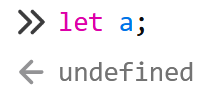 let a;
undefined